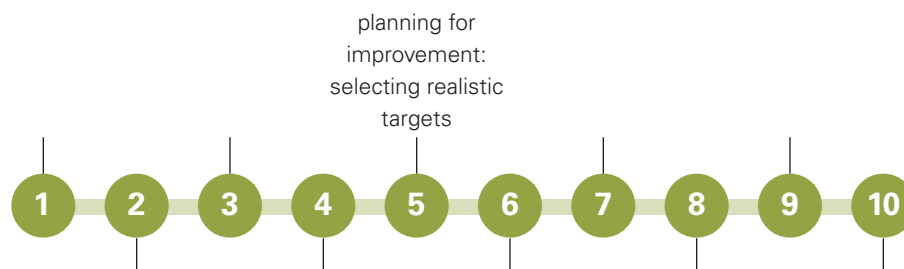 planning for
improvement:
selecting realistic
targets
1 2 3 4 5 6 7 8 9 10